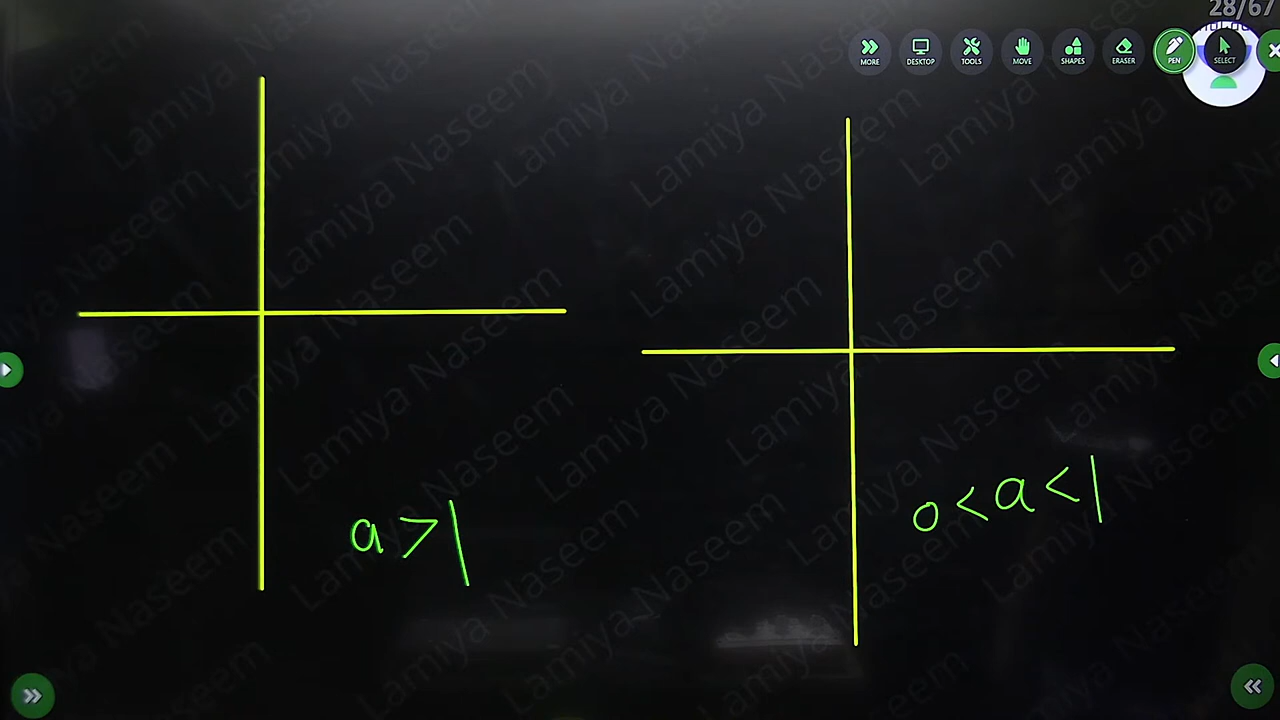 28/67
MORE
DESKTOP
TOOLS
MOVE
SHAPES
ERASER
PEN
SELECT
a > 1
0 < a < 1
Lamiya Naseem